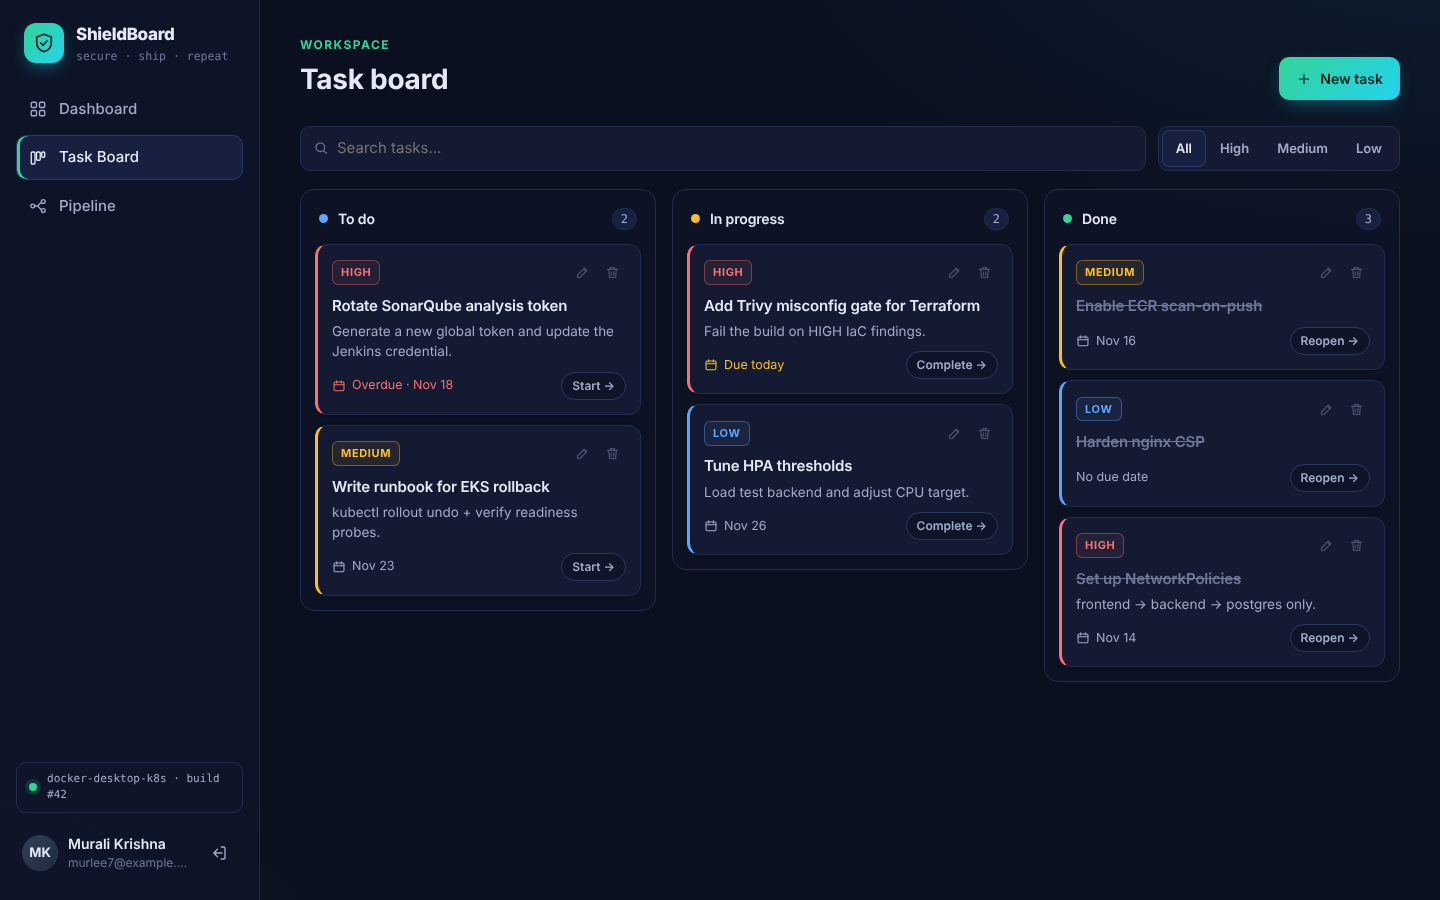 ShieldBoard
secure · ship · repeat
Dashboard
Task Board
Pipeline
docker-desktop-k8s · build
#42
MK
Murali Krishna
murlee7@example....
WORKSPACE
Task board
New task
Search tasks...
All
High
Medium
Low
To do
2
HIGH
Rotate SonarQube analysis token
Generate a new global token and update the
Jenkins credential.
Overdue · Nov 18
Start →
MEDIUM
Write runbook for EKS rollback
kubectl rollout undo + verify readiness
probes.
Nov 23
Start →
In progress
2
HIGH
Add Trivy misconfig gate for Terraform
Fail the build on HIGH IaC findings.
Due today
Complete →
LOW
Tune HPA thresholds
Load test backend and adjust CPU target.
Nov 26
Complete →
Done
3
MEDIUM
Enable ECR scan-on-push
Nov 16
Reopen →
LOW
Harden nginx CSP
No due date
Reopen →
HIGH
Set up NetworkPolicies
frontend → backend → postgres only.
Nov 14
Reopen →